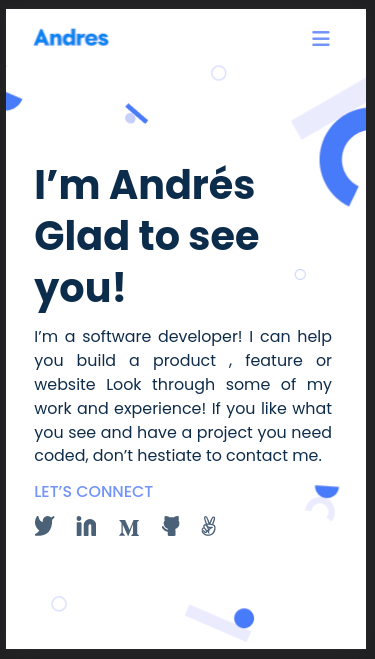 Andres
I’m Andrés
Glad to see
you!
I’m a software developer! I can help
you build a product , feature or
website Look through some of my
work and experience! If you like what
you see and have a project you need
coded, don’t hestiate to contact me.
LET’S CONNECT